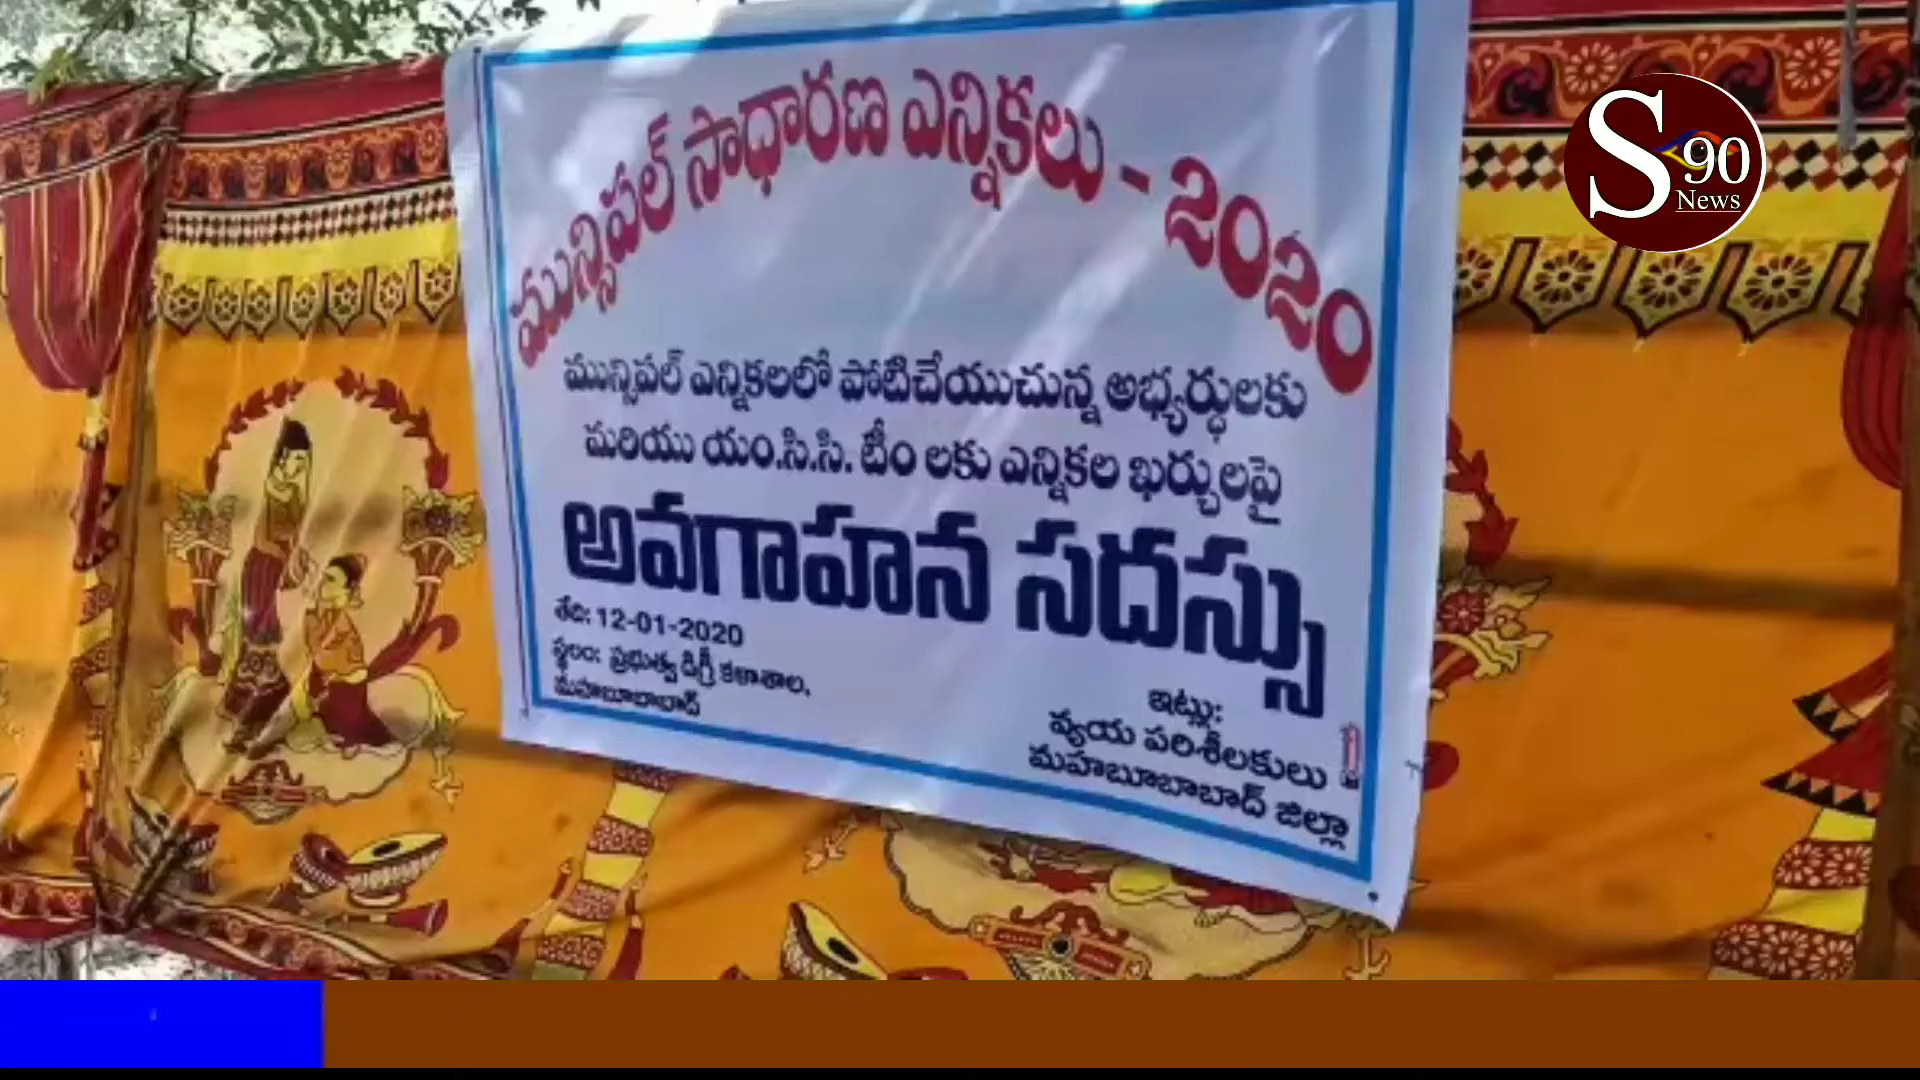 మున్సిపల్ సాధారణ ఎన్నికలు - 2020
మున్సిపల్ ఎన్నికలలో పోటిచేయుచున్న అభ్యర్ధులకు
మరియు యం.సి.సి. టీం లకు ఎన్నికల ఖర్చులపై
అవగాహన సదస్సు
తేది: 12-01-2020
స్థలం: ప్రభుత్వ డిగ్రీ కళాశాల,
మహబూబాబాద్
ఇట్లు:
వ్యయ పరిశీలకులు
మహబూబాబాద్ జిల్లా
S90
News